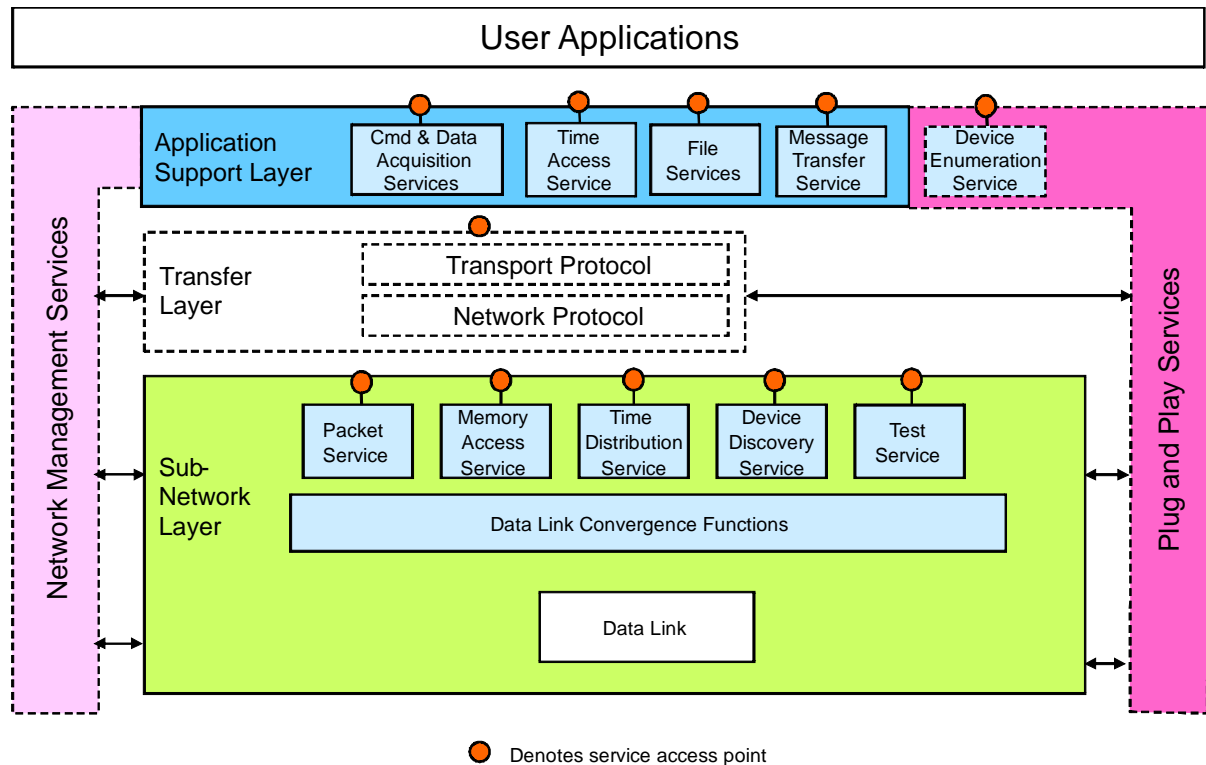 User Applications
Application
Support Layer
Cmd & Data
Acquisition
Services
Time
Access
Service
File
Services
Message
Transfer
Service
Device
Enumeration
Service
Network Management Services
Transfer
Layer
Transport Protocol
Network Protocol
Plug and Play Services
Sub-
Network
Layer
Packet
Service
Memory
Access
Service
Time
Distribution
Service
Device
Discovery
Service
Test
Service
Data Link Convergence Functions
Data Link
Denotes service access point